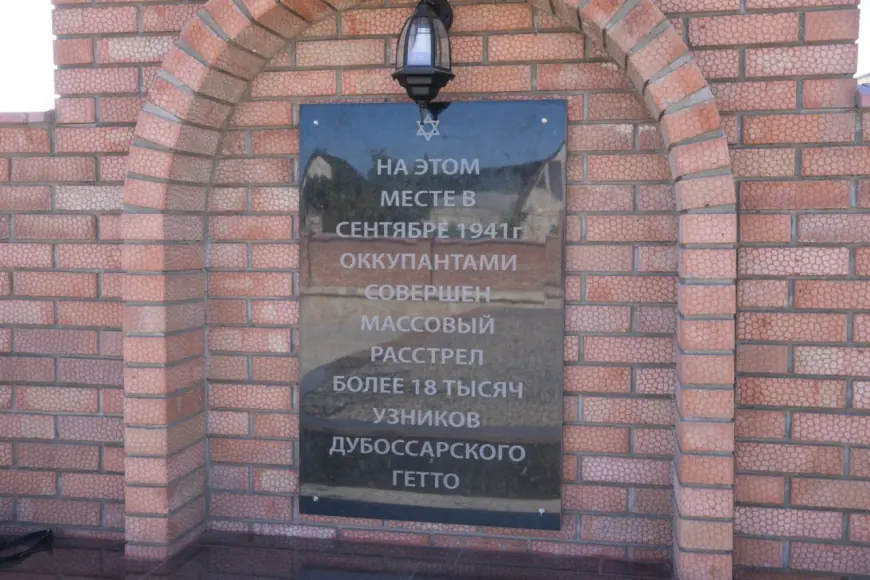 НА ЭТОМ
МЕСТЕ В
СЕНТЯБРЕ 1941г
ОККУПАНТАМИ
СОВЕРШЕН
МАССОВЫЙ
РАССТРЕЛ
БОЛЕЕ 18 ТЫСЯЧ
УЗНИКОВ
ДУБОССАРСКОГО
ГЕТТО